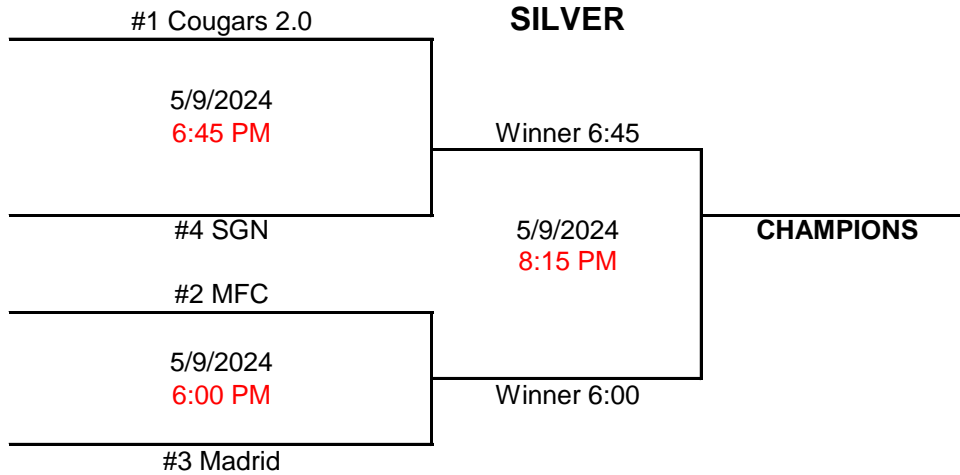 #1 Cougars 2.0
SILVER
5/9/2024
6:45 PM
Winner 6:45
#4 SGN
5/9/2024
8:15 PM
CHAMPIONS
#2 MFC
5/9/2024
6:00 PM
Winner 6:00
#3 Madrid